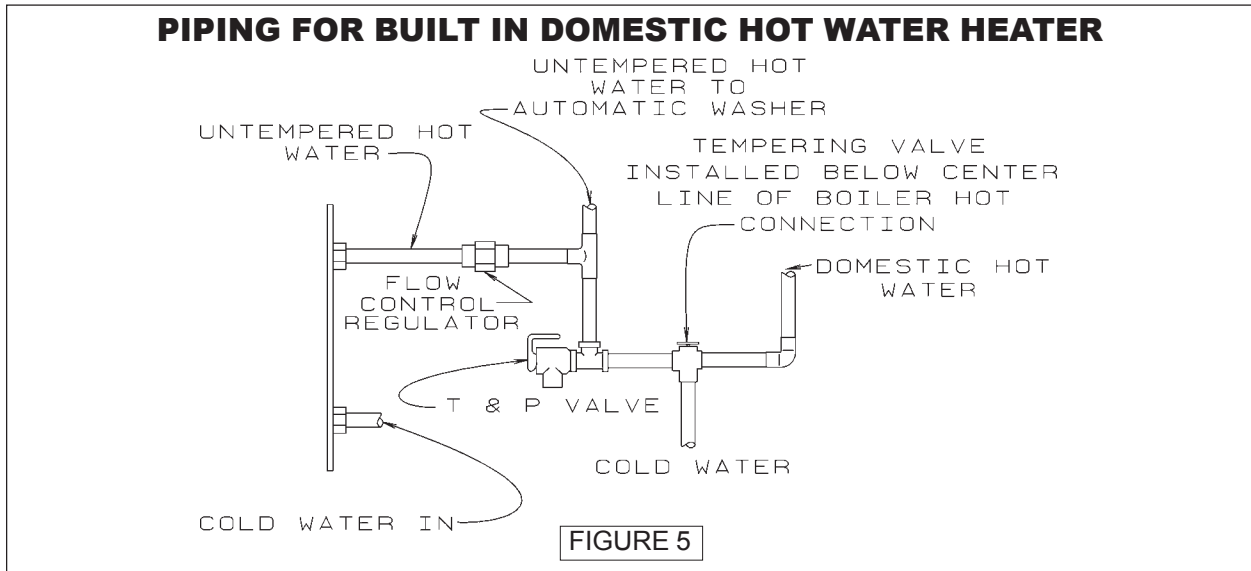 PIPING FOR BUILT IN DOMESTIC HOT WATER HEATER
UNTEMPERED HOT
WATER TO
AUTOMATIC WASHER
UNTEMPERED HOT
WATER
TEMPERING VALVE
INSTALLED BELOW CENTER
LINE OF BOILER HOT
CONNECTION
DOMESTIC HOT
WATER
FLOW
CONTROL
REGULATOR
T & P VALVE
COLD WATER
COLD WATER IN
FIGURE 5